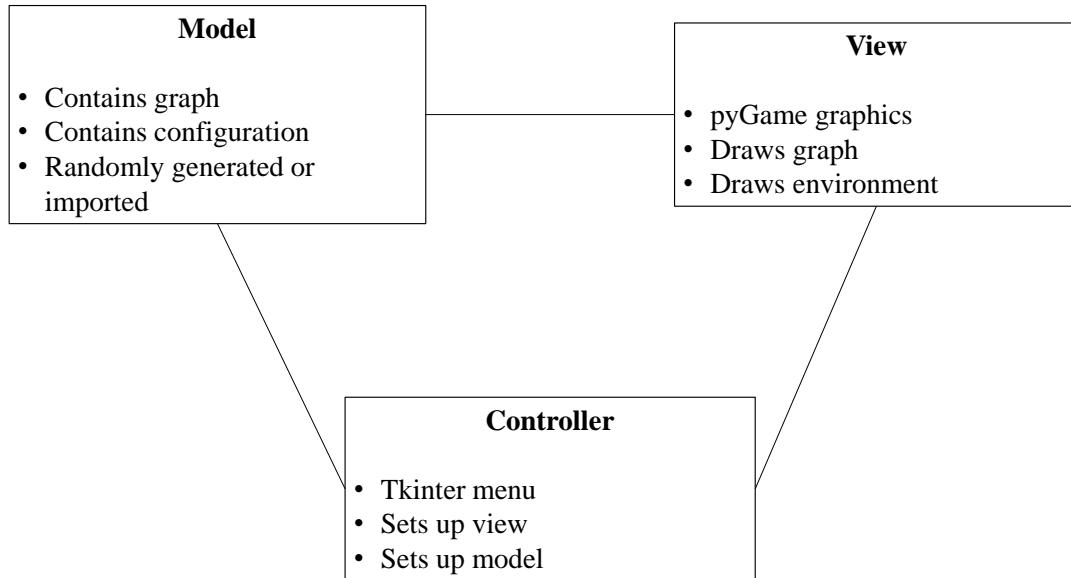 Model
• Contains graph
• Contains configuration
• Randomly generated or
imported
View
• pyGame graphics
• Draws graph
• Draws environment
Controller
• Tkinter menu
• Sets up view
• Sets up model